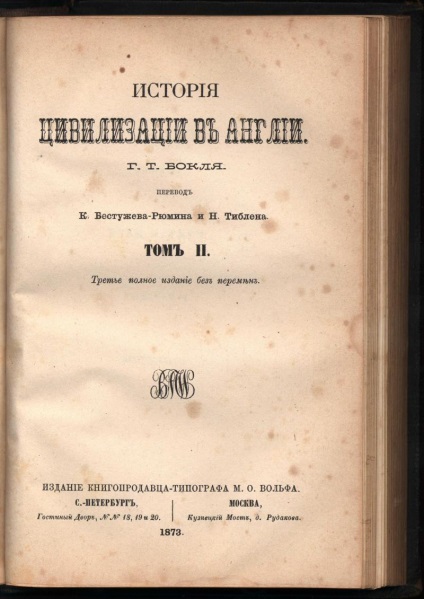 ИСТОРІЯ
ЦИВИЛИЗАЦІИ ВЪ АНГЛІИ.
Г. Т. БОКЛЯ.
ПЕРЕВОДЪ
К. Бестужева-Рюмина и Н. Тиблена.
ТОМЪ II.
Третье полное изданіе безъ перемѣнъ.
ИЗДАНІЕ КНИГОПРОДАВЦА-ТИПОГРАФА М. О. ВОЛЬФА.
С.-ПЕТЕРБУРГЪ,
Гостиный Дворъ, №№ 18, 19 и 20.
МОСКВА,
Кузнецкій Мостъ, д. Рудакова.
1873.